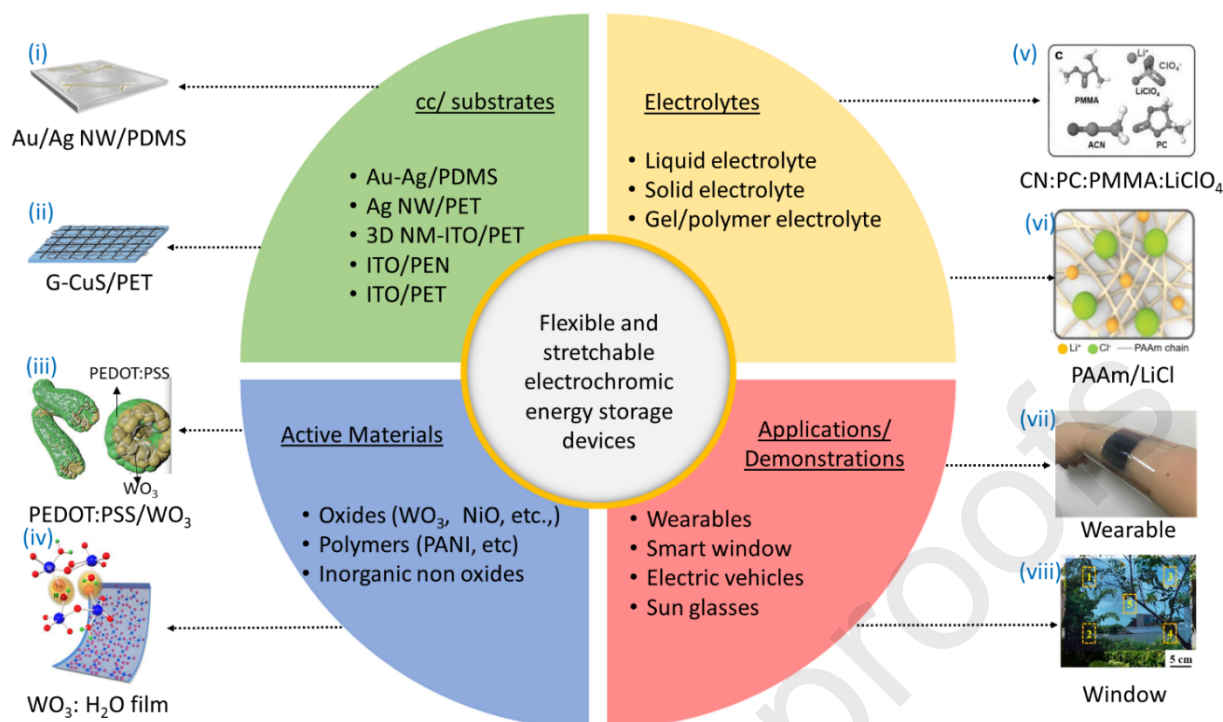 (i)
Au/Ag NW/PDMS
(ii)
G-CuS/PET
(iii)
PEDOT:PSS
WO₃
PEDOT:PSS/WO₃
(iv)
W
W
H
WO₃: H₂O film
cc/ substrates
• Au-Ag/PDMS
• Ag NW/PET
• 3D NM-ITO/PET
• ITO/PEN
• ITO/PET
Electrolytes
• Liquid electrolyte
• Solid electrolyte
• Gel/polymer electrolyte
Flexible and
stretchable
electrochromic
energy storage
devices
Active Materials
• Oxides (WO₃, NiO, etc.,)
• Polymers (PANI, etc)
• Inorganic non oxides
Applications/
Demonstrations
• Wearables
• Smart window
• Electric vehicles
• Sun glasses
(v)
c
Li⁺
ClO₄⁻
PMMA
LiClO₄
ACN
PC
CN:PC:PMMA:LiClO₄
(vi)
Li⁺ Cl⁻ PAAm chain
PAAm/LiCl
(vii)
Wearable
(viii)
1
3
5
2
4
5 cm
Window
proofs